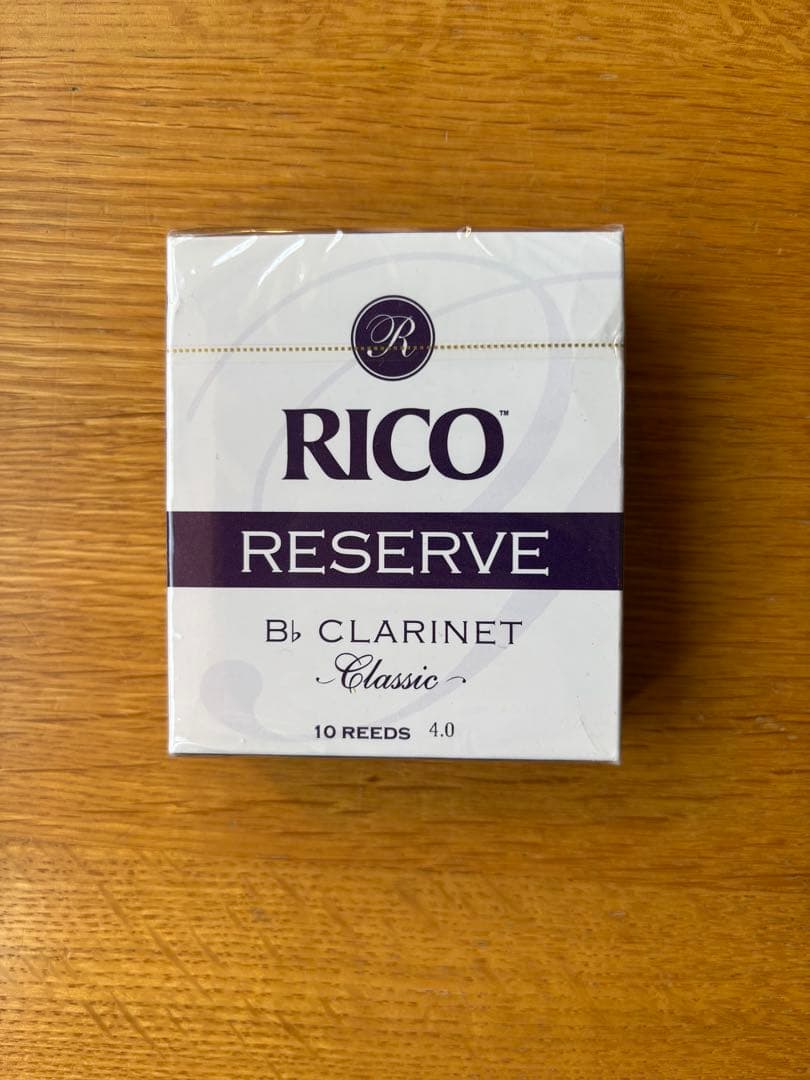 R
RICO™
RESERVE
B♭ CLARINET
Classic
10 REEDS 4.0